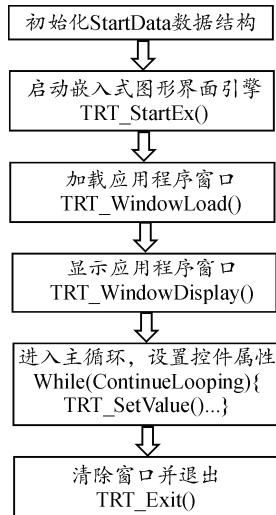 初始化StartData数据结构
启动嵌入式图形界面引擎
TRT_StartEx()
加载应用程序窗口
TRT_WindowLoad()
显示应用程序窗口
TRT_WindowDisplay()
进入主循环，设置控件属性
While(ContinueLooping){
TRT_SetValue()...}
清除窗口并退出
TRT_Exit()